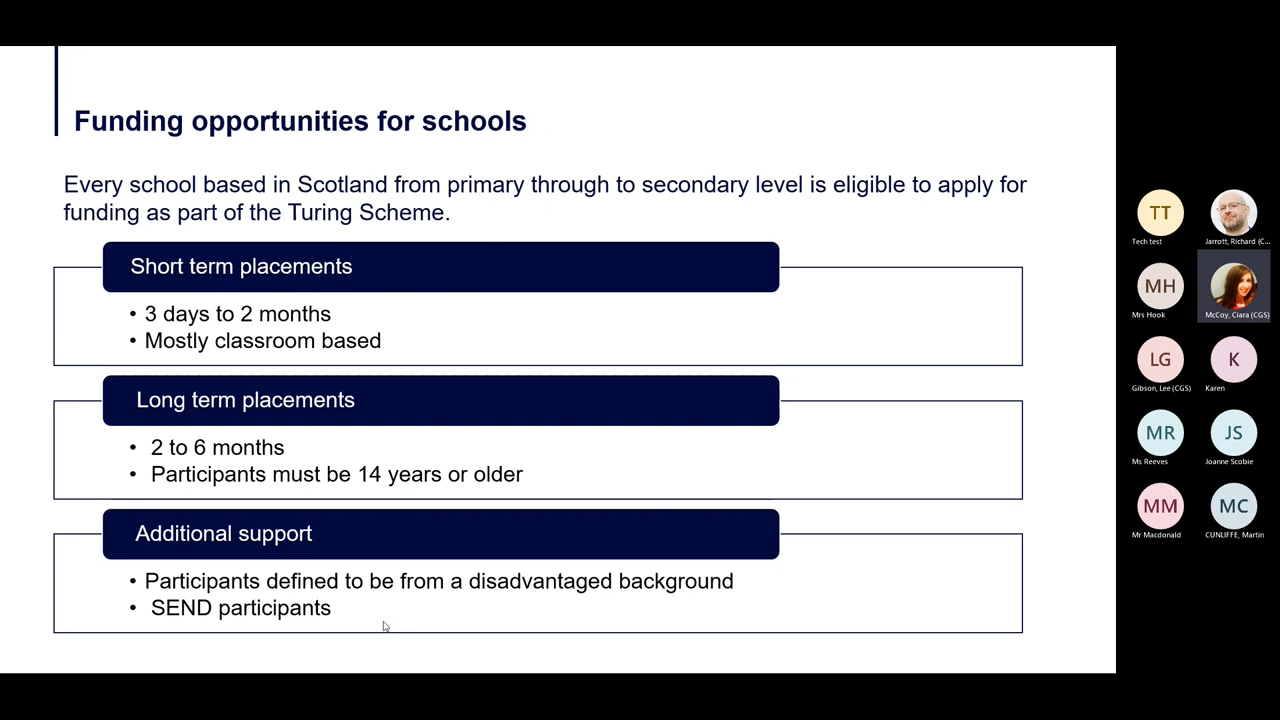 Funding opportunities for schools
Every school based in Scotland from primary through to secondary level is eligible to apply for
funding as part of the Turing Scheme.
Short term placements
• 3 days to 2 months
• Mostly classroom based
Long term placements
• 2 to 6 months
• Participants must be 14 years or older
Additional support
• Participants defined to be from a disadvantaged background
• SEND participants
TT
Tech test
Jarrott, Richard (C...
MH
Mrs Hook
McCoy, Ciara (CGS)
LG
Gibson, Lee (CGS)
K
Karen
MR
Ms Reeves
JS
Joanne Scobie
MM
Mr Macdonald
MC
CUNLIFFE, Martin